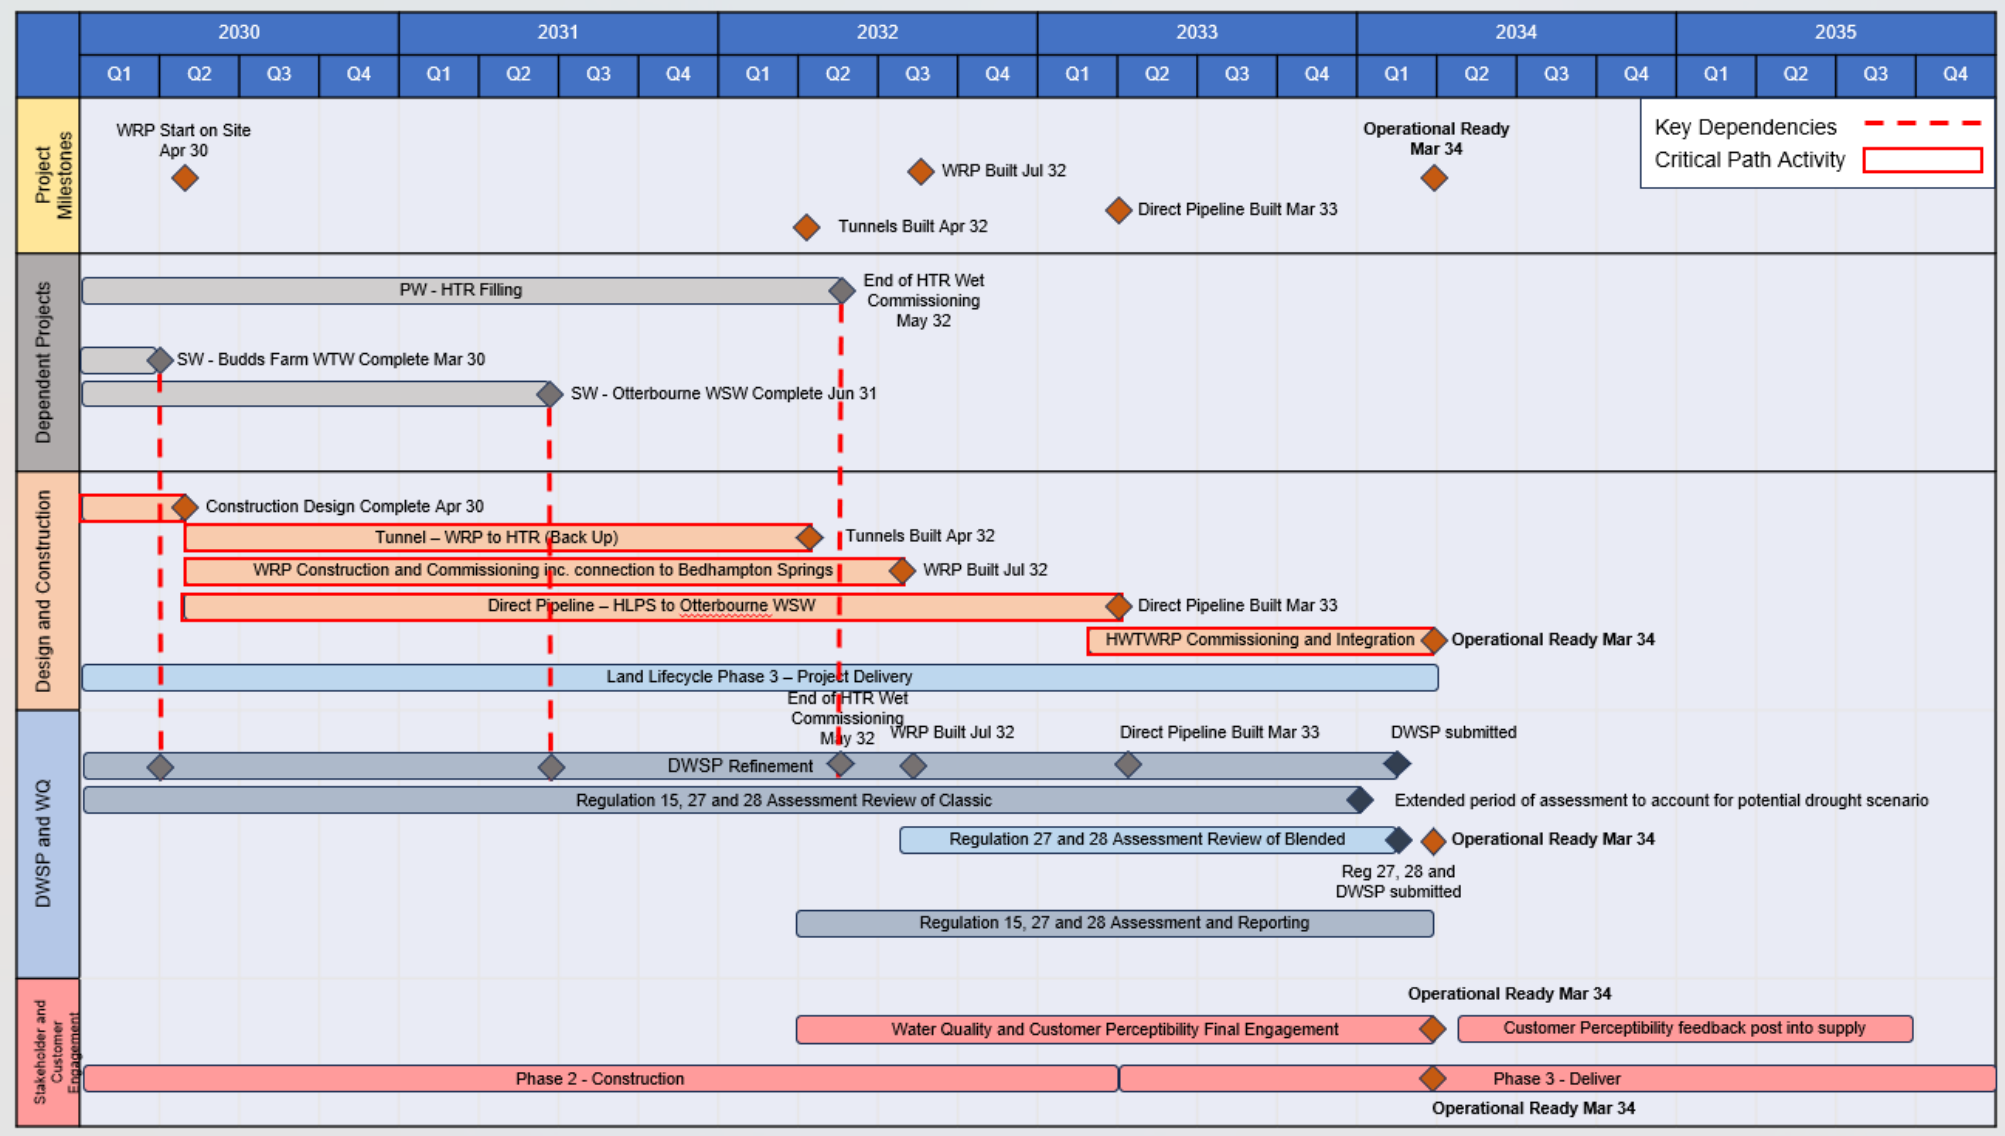 2030 2031 2032 2033 2034 2035
Q1 Q2 Q3 Q4 Q1 Q2 Q3 Q4 Q1 Q2 Q3 Q4 Q1 Q2 Q3 Q4 Q1 Q2 Q3 Q4 Q1 Q2 Q3 Q4
Project
Milestones
WRP Start on Site
Apr 30
WRP Built Jul 32
Tunnels Built Apr 32
Direct Pipeline Built Mar 33
Operational Ready
Mar 34
Key Dependencies
Critical Path Activity
Dependent Projects
PW - HTR Filling
End of HTR Wet
Commissioning
May 32
SW - Budds Farm WTW Complete Mar 30
SW - Otterbourne WSW Complete Jun 31
Design and Construction
Construction Design Complete Apr 30
Tunnel – WRP to HTR (Back Up)
Tunnels Built Apr 32
WRP Construction and Commissioning inc. connection to Bedhampton Springs
WRP Built Jul 32
Direct Pipeline – HLPS to Otterbourne WSW
Direct Pipeline Built Mar 33
HWTWRP Commissioning and Integration
Operational Ready Mar 34
Land Lifecycle Phase 3 – Project Delivery
DWSP and WQ
End of HTR Wet
Commissioning
May 32
WRP Built Jul 32
Direct Pipeline Built Mar 33
DWSP submitted
DWSP Refinement
Regulation 15, 27 and 28 Assessment Review of Classic
Extended period of assessment to account for potential drought scenario
Regulation 27 and 28 Assessment Review of Blended
Operational Ready Mar 34
Reg 27, 28 and
DWSP submitted
Regulation 15, 27 and 28 Assessment and Reporting
Stakeholder and
Customer
Engagement
Operational Ready Mar 34
Water Quality and Customer Perceptibility Final Engagement
Customer Perceptibility feedback post into supply
Phase 2 - Construction
Phase 3 - Deliver
Operational Ready Mar 34